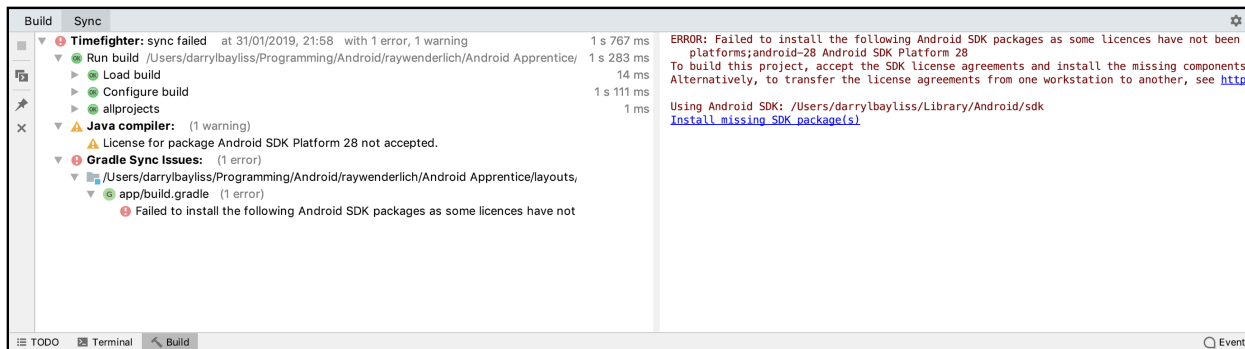 Build Sync
Timefighter: sync failed at 31/01/2019, 21:58 with 1 error, 1 warning 1 s 767 ms
Run build /Users/darrylbayliss/Programming/Android/raywenderlich/Android Apprentice/ 1 s 283 ms
Load build 14 ms
Configure build 1 s 111 ms
allprojects 1 ms
Java compiler: (1 warning)
License for package Android SDK Platform 28 not accepted.
Gradle Sync Issues: (1 error)
/Users/darrylbayliss/Programming/Android/raywenderlich/Android Apprentice/layouts/
app/build.gradle (1 error)
Failed to install the following Android SDK packages as some licences have not
ERROR: Failed to install the following Android SDK packages as some licences have not been
platforms;android-28 Android SDK Platform 28
To build this project, accept the SDK license agreements and install the missing components
Alternatively, to transfer the license agreements from one workstation to another, see http
Using Android SDK: /Users/darrylbayliss/Library/Android/sdk
Install missing SDK package(s)
TODO Terminal Build Event